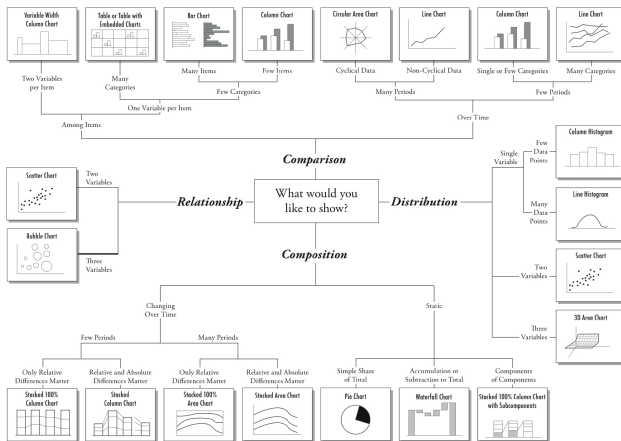 Variable Width
Column Chart
Table or Table with
Embedded Charts
Bar Chart
Column Chart
Circular Area Chart
Line Chart
Column Chart
Line Chart
Two Variables
per Item
Many
Categories
Many Items
Few Items
Cyclical Data
Non-Cyclical Data
Single or Few Categories
Many Categories
Few Categories
Many Periods
Few Periods
One Variable per Item
Among Items
Over Time
Comparison
What would you
like to show?
Relationship
Two
Variables
Scatter Chart
Three
Variables
Bubble Chart
Distribution
Single
Variable
Few
Data
Points
Column Histogram
Many
Data
Points
Line Histogram
Two
Variables
Scatter Chart
Three
Variables
3D Area Chart
Composition
Changing
Over Time
Static
Few Periods
Many Periods
Only Relative
Differences Matter
Relative and Absolute
Differences Matter
Only Relative
Differences Matter
Relative and Absolute
Differences Matter
Simple Share
of Total
Accumulation or
Subtraction to Total
Components
of Components
Stacked 100%
Column Chart
Stacked
Column Chart
Stacked 100%
Area Chart
Stacked Area Chart
Pie Chart
Waterfall Chart
Stacked 100% Column Chart
with Subcomponents